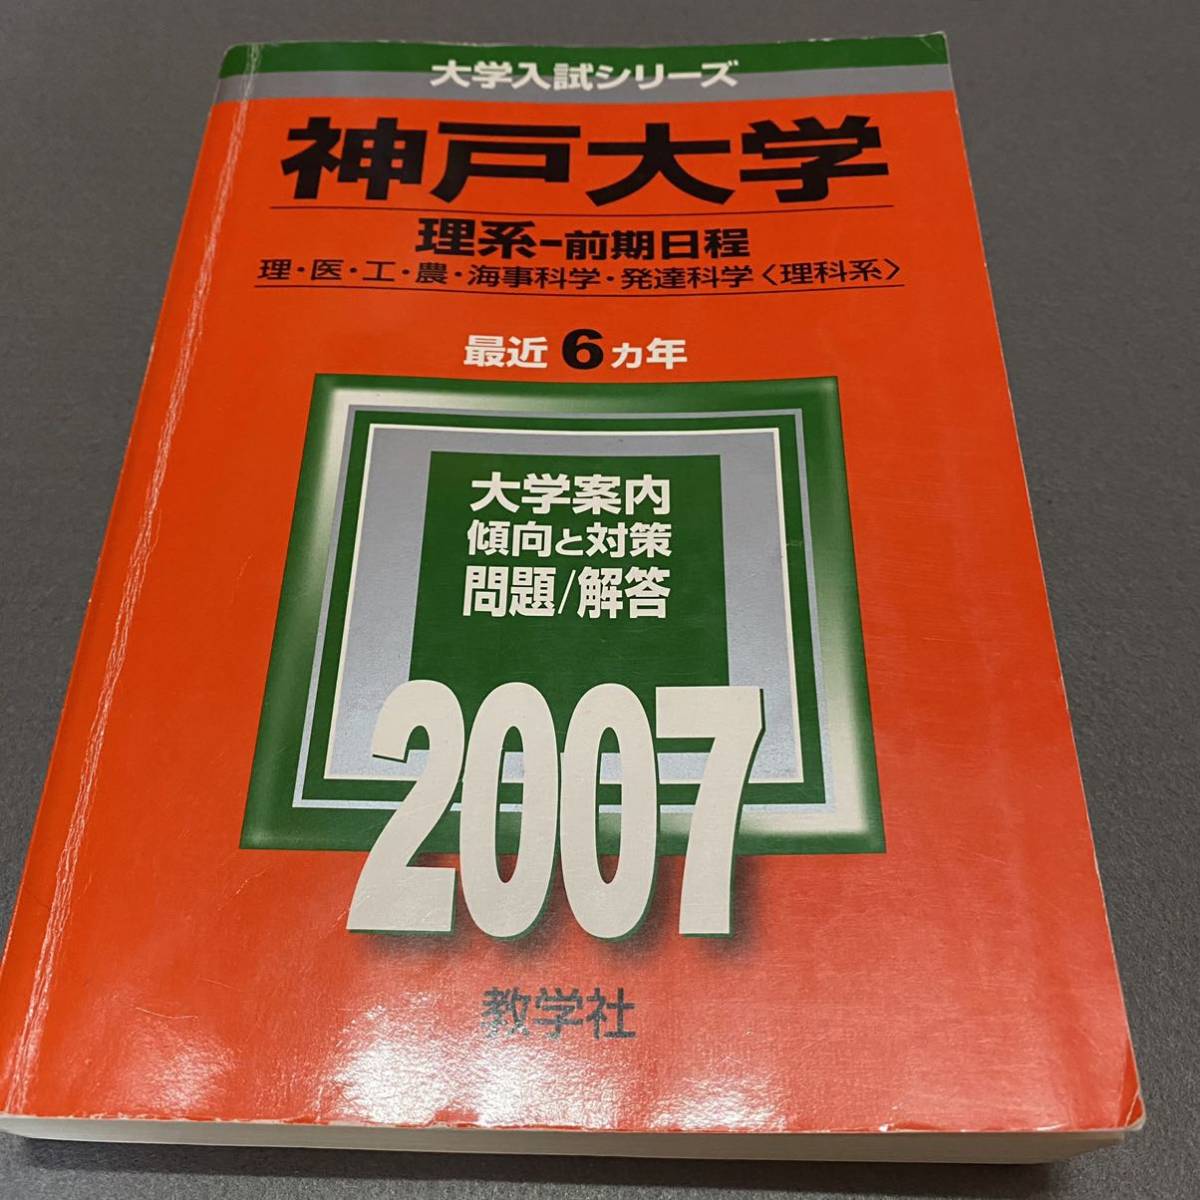 大学入試シリーズ
神戸大学
理系-前期日程
理・医・工・農・海事科学・発達科学〈理科系〉
最近6ヵ年
大学案内
傾向と対策
問題/解答
2007
教学社